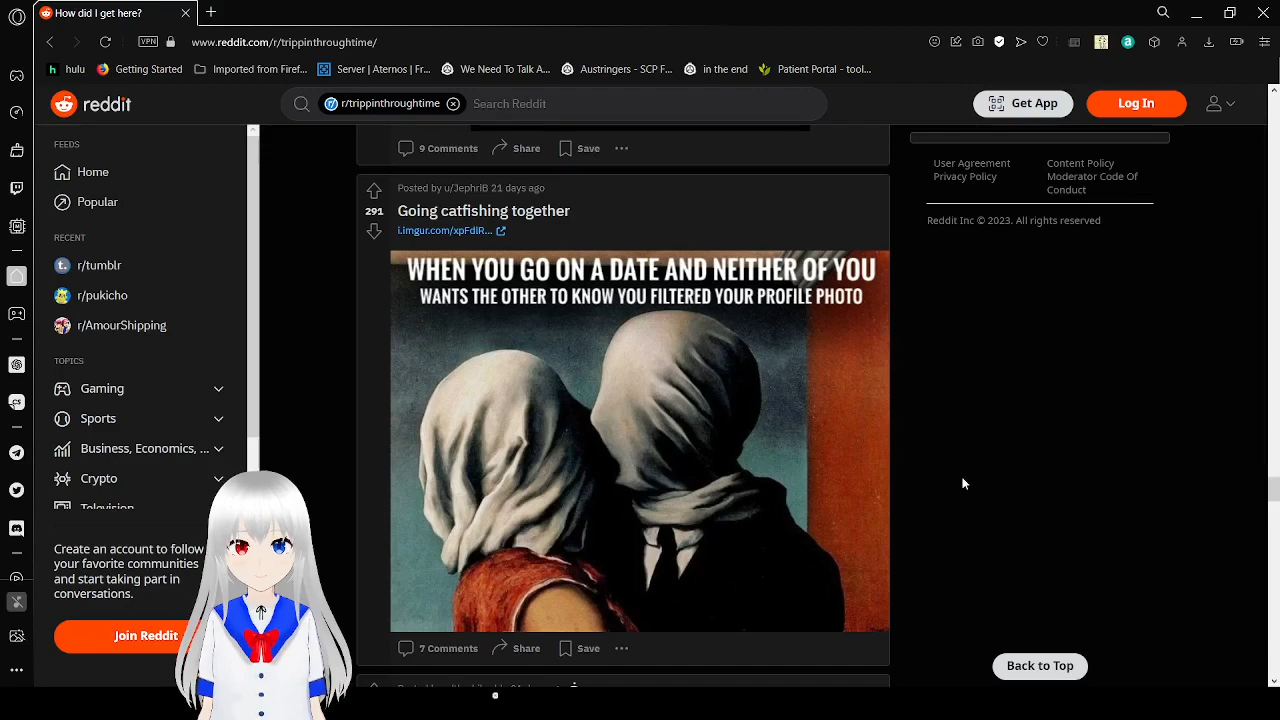 How did I get here?
VPN
www.reddit.com/r/trippinthroughtime/
hulu
Getting Started
Imported from Firef...
Server | Aternos | Fr...
We Need To Talk A...
Austringers - SCP F...
in the end
Patient Portal - tool...
reddit
r/trippinthroughtime
Search Reddit
Get App
Log In
FEEDS
Home
Popular
RECENT
r/tumblr
r/pukicho
r/AmourShipping
TOPICS
Gaming
Sports
Business, Economics, ...
Crypto
Television
Create an account to follow
your favorite communities
and start taking part in
conversations.
Join Reddit
9 Comments
Share
Save
Posted by u/JephriB 21 days ago
291
Going catfishing together
i.imgur.com/xpFdlR...
WHEN YOU GO ON A DATE AND NEITHER OF YOU
WANTS THE OTHER TO KNOW YOU FILTERED YOUR PROFILE PHOTO
7 Comments
Share
Save
User Agreement
Privacy Policy
Content Policy
Moderator Code Of
Conduct
Reddit Inc © 2023. All rights reserved
Back to Top